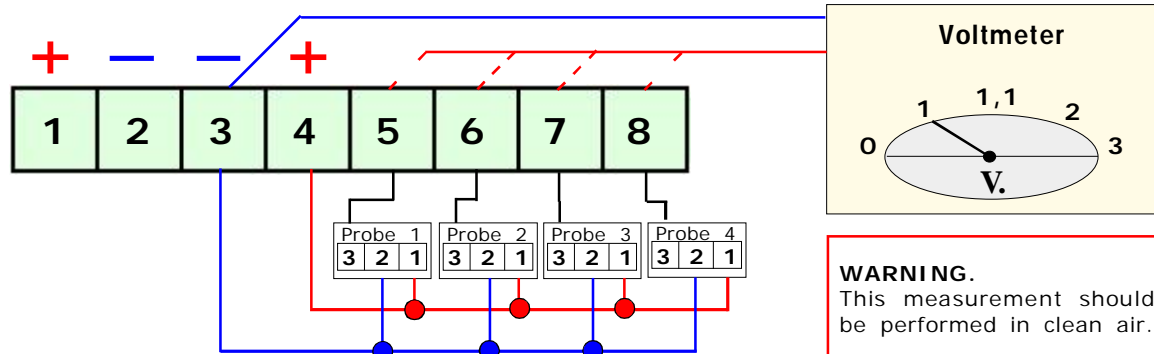 + − − +
1 2 3 4 5 6 7 8
Probe 1
3 2 1
Probe 2
3 2 1
Probe 3
3 2 1
Probe 4
3 2 1
Voltmeter
0 1 1,1 2 3
V.
WARNING.
This measurement should
be performed in clean air.